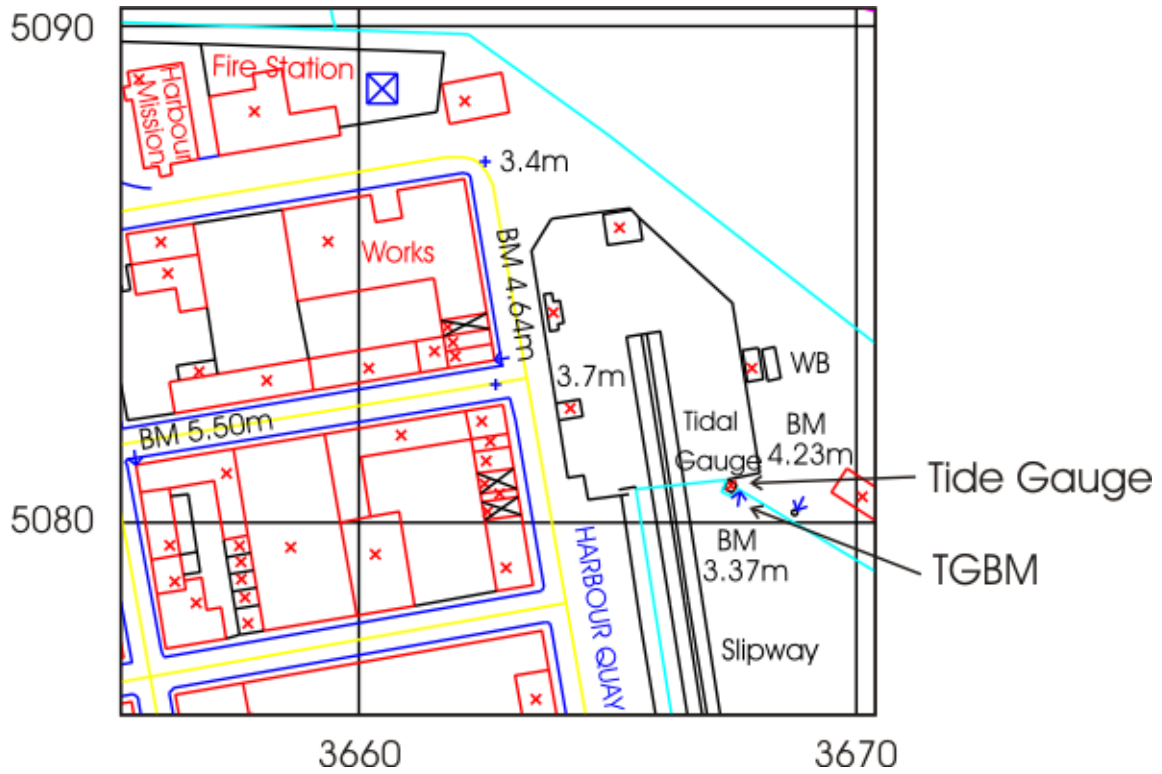 5090
Fire Station
Harbour
Mission
3.4m
Works
BM 4.64m
3.7m
WB
BM 5.50m
Tidal
Gauge
BM
4.23m
Tide Gauge
5080
BM
3.37m
TGBM
HARBOUR QUAY
Slipway
3660
3670